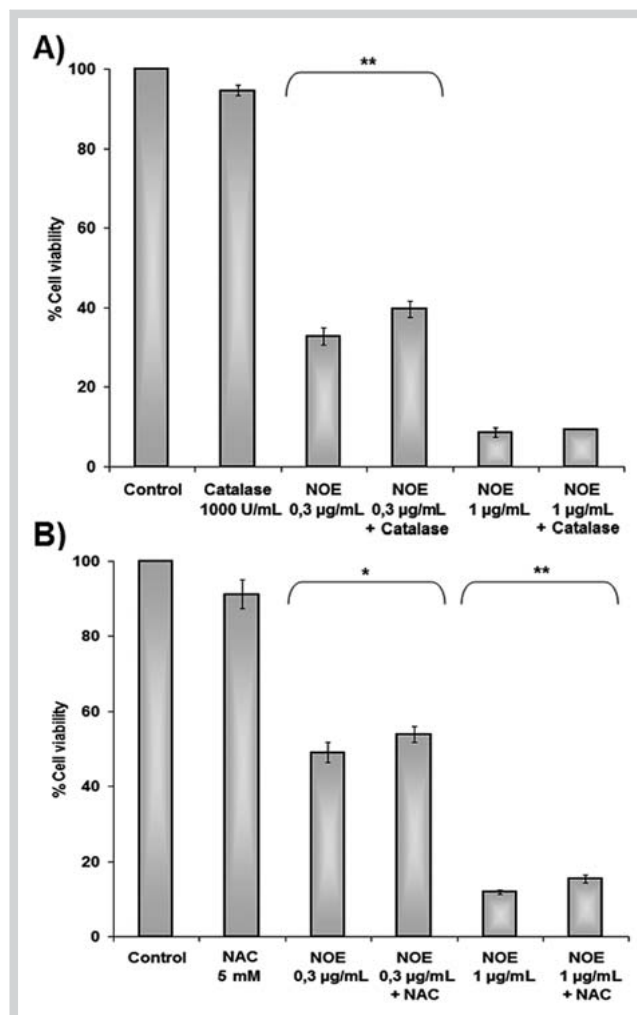 A)
**
100
80
60
40
20
0
% Cell viability
Control Catalase NOE NOE NOE NOE
1000 U/mL 0,3 µg/mL 0,3 µg/mL 1 µg/mL 1 µg/mL
+ Catalase + Catalase
B)
* **
100
80
60
40
20
0
% Cell viability
Control NAC NOE NOE NOE NOE
5 mM 0,3 µg/mL 0,3 µg/mL 1 µg/mL 1 µg/mL
+ NAC + NAC